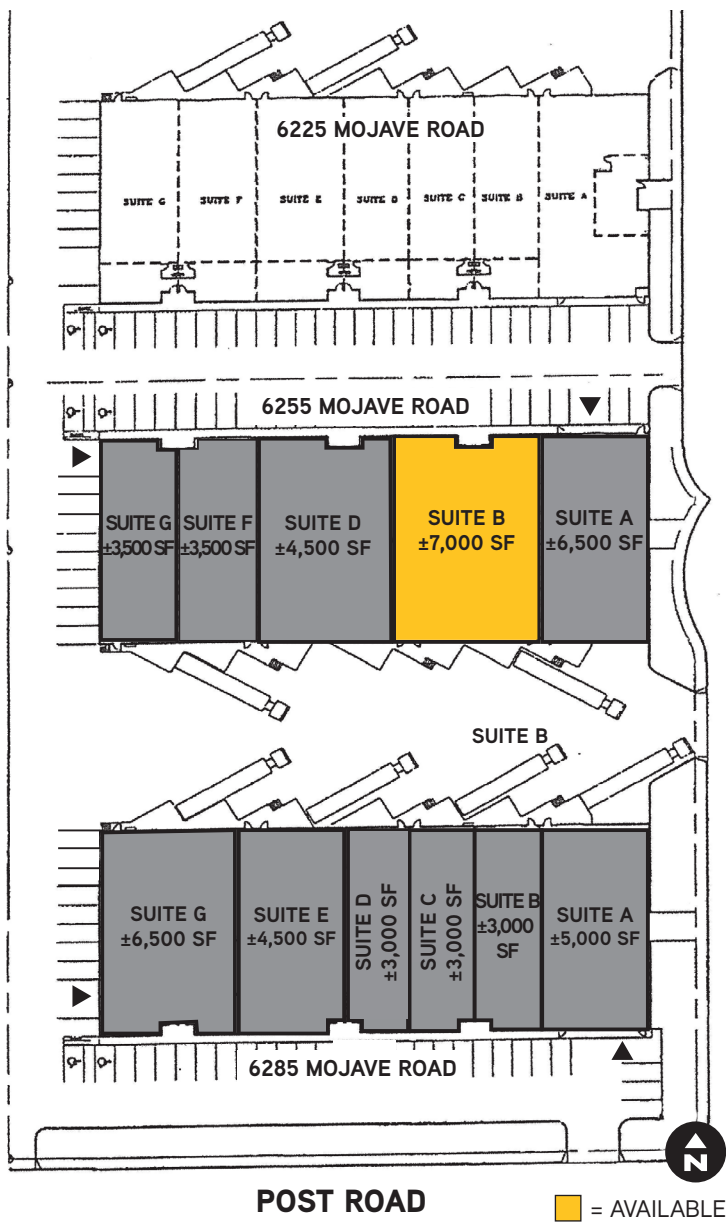 6225 MOJAVE ROAD
SUITE G
SUITE F
SUITE E
SUITE D
SUITE C
SUITE B
SUITE A
6255 MOJAVE ROAD
SUITE G
±3,500 SF
SUITE F
±3,500 SF
SUITE D
±4,500 SF
SUITE B
±7,000 SF
SUITE A
±6,500 SF
SUITE B
SUITE G
±6,500 SF
SUITE E
±4,500 SF
SUITE D
±3,000 SF
SUITE C
±3,000 SF
SUITE B
±3,000
SF
SUITE A
±5,000 SF
6285 MOJAVE ROAD
N
POST ROAD
= AVAILABLE